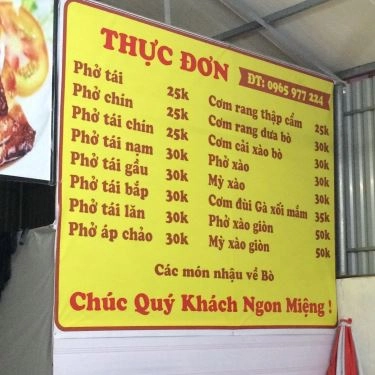 THỰC ĐƠN
ĐT: 0965 977 224
Phở tái 25k
Phở chín 25k
Phở tái chín 25k
Phở tái nạm 30k
Phở tái gầu 30k
Phở tái bắp 30k
Phở tái lăn 30k
Phở áp chảo 30k
Cơm rang thập cẩm 25k
Cơm rang dưa bò 30k
Cơm cải xào bò 30k
Phở xào 30k
Mỳ xào 30k
Cơm đùi Gà xối mắm 35k
Phở xào giòn 50k
Mỳ xào giòn 50k
Các món nhậu về Bò
Chúc Quý Khách Ngon Miệng !